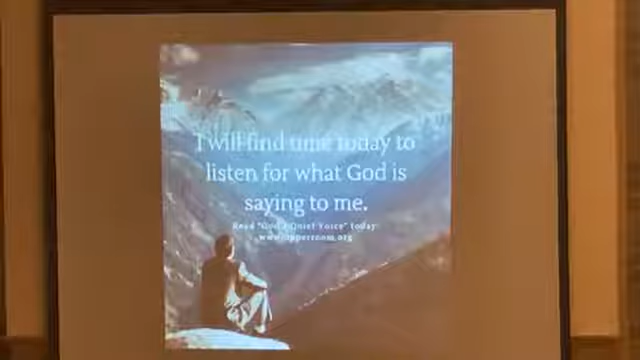 I will find time today to
listen for what God is
saying to me.
Read "God's Quiet Voice" today:
www.upperroom.org